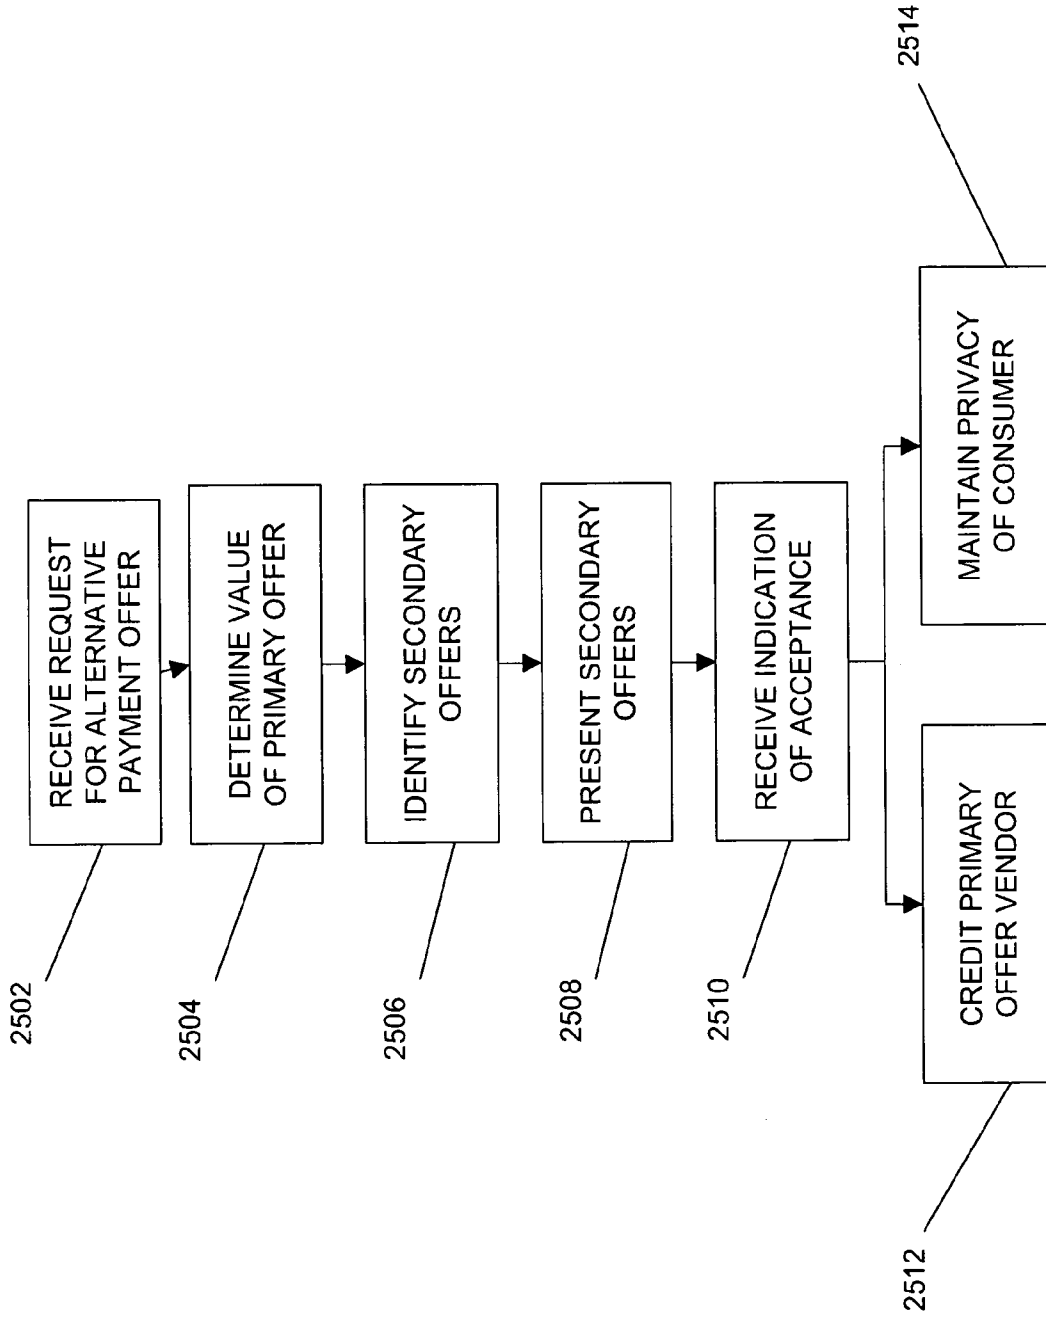 2502
RECEIVE REQUEST
FOR ALTERNATIVE
PAYMENT OFFER
2504
DETERMINE VALUE
OF PRIMARY OFFER
2506
IDENTIFY SECONDARY
OFFERS
2508
PRESENT SECONDARY
OFFERS
2510
RECEIVE INDICATION
OF ACCEPTANCE
2512
CREDIT PRIMARY
OFFER VENDOR
2514
MAINTAIN PRIVACY
OF CONSUMER